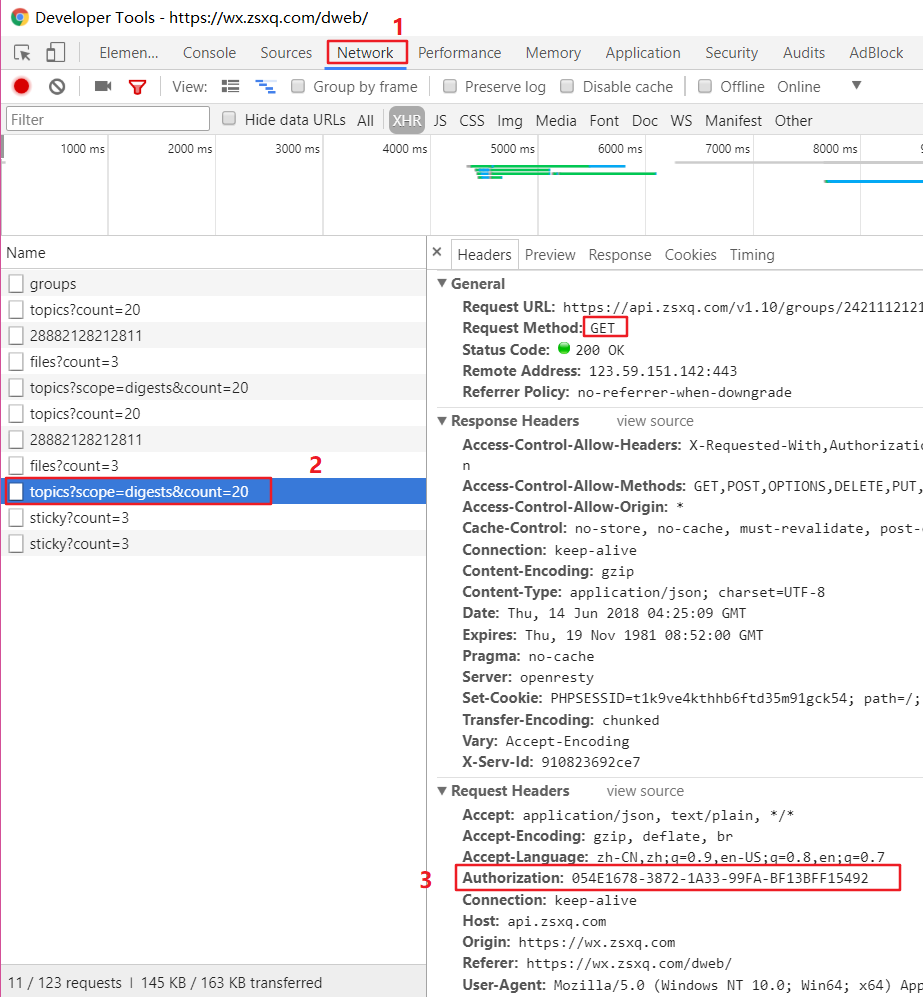 Developer Tools - https://wx.zsxq.com/dweb/
1
Elemen... Console Sources Network Performance Memory Application Security Audits AdBlock
View: Group by frame Preserve log Disable cache Offline Online
Filter Hide data URLs All XHR JS CSS Img Media Font Doc WS Manifest Other
1000 ms 2000 ms 3000 ms 4000 ms 5000 ms 6000 ms 7000 ms 8000 ms 9
Name
groups
topics?count=20
28882128212811
files?count=3
topics?scope=digests&count=20
topics?count=20
28882128212811
files?count=3
2
topics?scope=digests&count=20
sticky?count=3
sticky?count=3
11 / 123 requests | 145 KB / 163 KB transferred
× Headers Preview Response Cookies Timing
General
Request URL: https://api.zsxq.com/v1.10/groups/2421112121
Request Method: GET
Status Code: 200 OK
Remote Address: 123.59.151.142:443
Referrer Policy: no-referrer-when-downgrade
Response Headers view source
Access-Control-Allow-Headers: X-Requested-With,Authorizatio
n
Access-Control-Allow-Methods: GET,POST,OPTIONS,DELETE,PUT,
Access-Control-Allow-Origin: *
Cache-Control: no-store, no-cache, must-revalidate, post-
Connection: keep-alive
Content-Encoding: gzip
Content-Type: application/json; charset=UTF-8
Date: Thu, 14 Jun 2018 04:25:09 GMT
Expires: Thu, 19 Nov 1981 08:52:00 GMT
Pragma: no-cache
Server: openresty
Set-Cookie: PHPSESSID=t1k9ve4kthhb6ftd35m91gck54; path=/;
Transfer-Encoding: chunked
Vary: Accept-Encoding
X-Serv-Id: 910823692ce7
Request Headers view source
Accept: application/json, text/plain, */*
Accept-Encoding: gzip, deflate, br
Accept-Language: zh-CN,zh;q=0.9,en-US;q=0.8,en;q=0.7
3 Authorization: 054E1678-3872-1A33-99FA-BF13BFF15492
Connection: keep-alive
Host: api.zsxq.com
Origin: https://wx.zsxq.com
Referer: https://wx.zsxq.com/dweb/
User-Agent: Mozilla/5.0 (Windows NT 10.0; Win64; x64) App